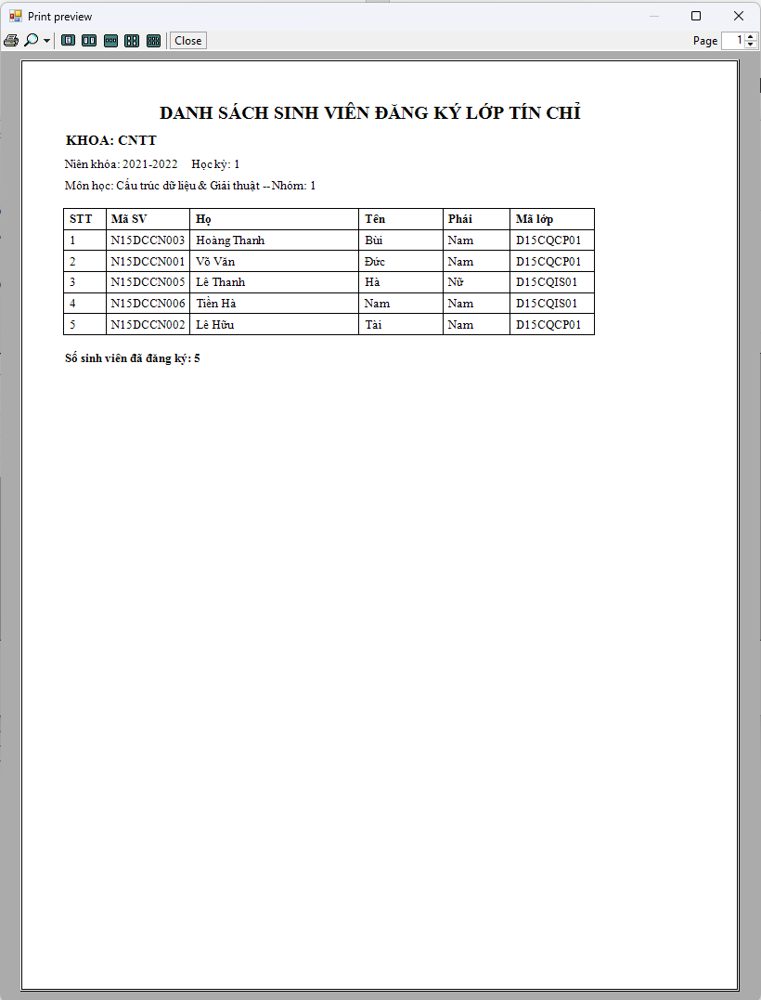 Print preview
Close Page 1
DANH SÁCH SINH VIÊN ĐĂNG KÝ LỚP TÍN CHỈ
KHOA: CNTT
Niên khóa: 2021-2022 Học kỳ: 1
Môn học: Cấu trúc dữ liệu & Giải thuật -- Nhóm: 1
STT Mã SV Họ Tên Phái Mã lớp
1 N15DCCN003 Hoàng Thanh Bùi Nam D15CQCP01
2 N15DCCN001 Võ Văn Đức Nam D15CQCP01
3 N15DCCN005 Lê Thanh Hà Nữ D15CQIS01
4 N15DCCN006 Tiền Hà Nam Nam D15CQIS01
5 N15DCCN002 Lê Hữu Tài Nam D15CQCP01
Số sinh viên đã đăng ký: 5